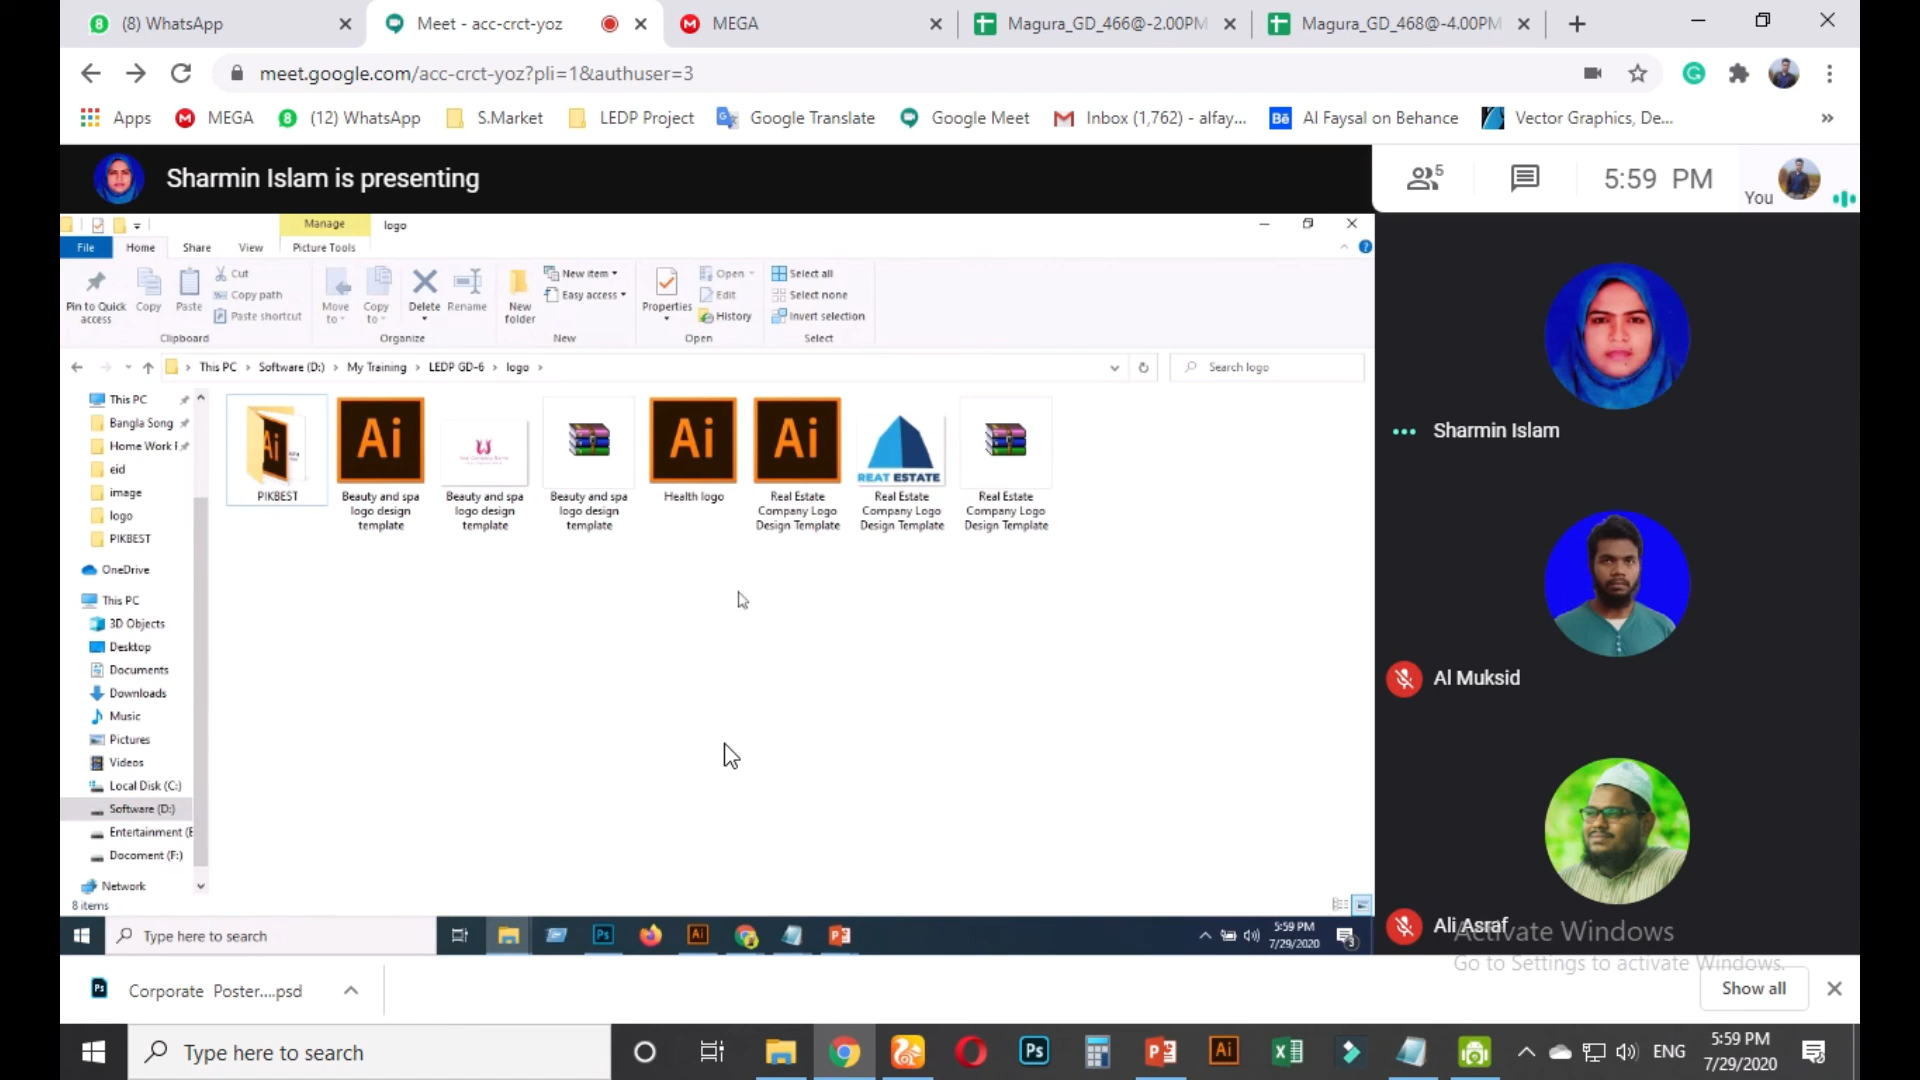 (8) WhatsApp
Meet - acc-crct-yoz
MEGA
Magura_GD_466@-2.00PM
Magura_GD_468@-4.00PM
meet.google.com/acc-crct-yoz?pli=1&authuser=3
Apps
MEGA
(12) WhatsApp
S.Market
LEDP Project
Google Translate
Google Meet
Inbox (1,762) - alfay...
Al Faysal on Behance
Vector Graphics, De...
Sharmin Islam is presenting
5
5:59 PM
You
Manage
logo
File
Home
Share
View
Picture Tools
Pin to Quick access
Copy
Paste
Cut
Copy path
Paste shortcut
Clipboard
Move to
Copy to
Delete
Rename
Organize
New folder
New item
Easy access
New
Properties
Open
Edit
History
Open
Select all
Select none
Invert selection
Select
This PC > Software (D:) > My Training > LEDP GD-6 > logo >
Search logo
This PC
Bangla Song
Home Work F
eid
image
logo
PIKBEST
OneDrive
This PC
3D Objects
Desktop
Documents
Downloads
Music
Pictures
Videos
Local Disk (C:)
Software (D:)
Entertainment (E
Docoment (F:)
Network
8 items
PIKBEST
Beauty and spa logo design template
Beauty and spa logo design template
Beauty and spa logo design template
Health logo
Real Estate Company Logo Design Template
REAT ESTATE
Real Estate Company Logo Design Template
Real Estate Company Logo Design Template
Sharmin Islam
Al Muksid
Ali Asraf
Activate Windows
Go to Settings to activate Windows.
Type here to search
5:59 PM
7/29/2020
3
Corporate Poster....psd
Show all
Type here to search
ENG
5:59 PM
7/29/2020